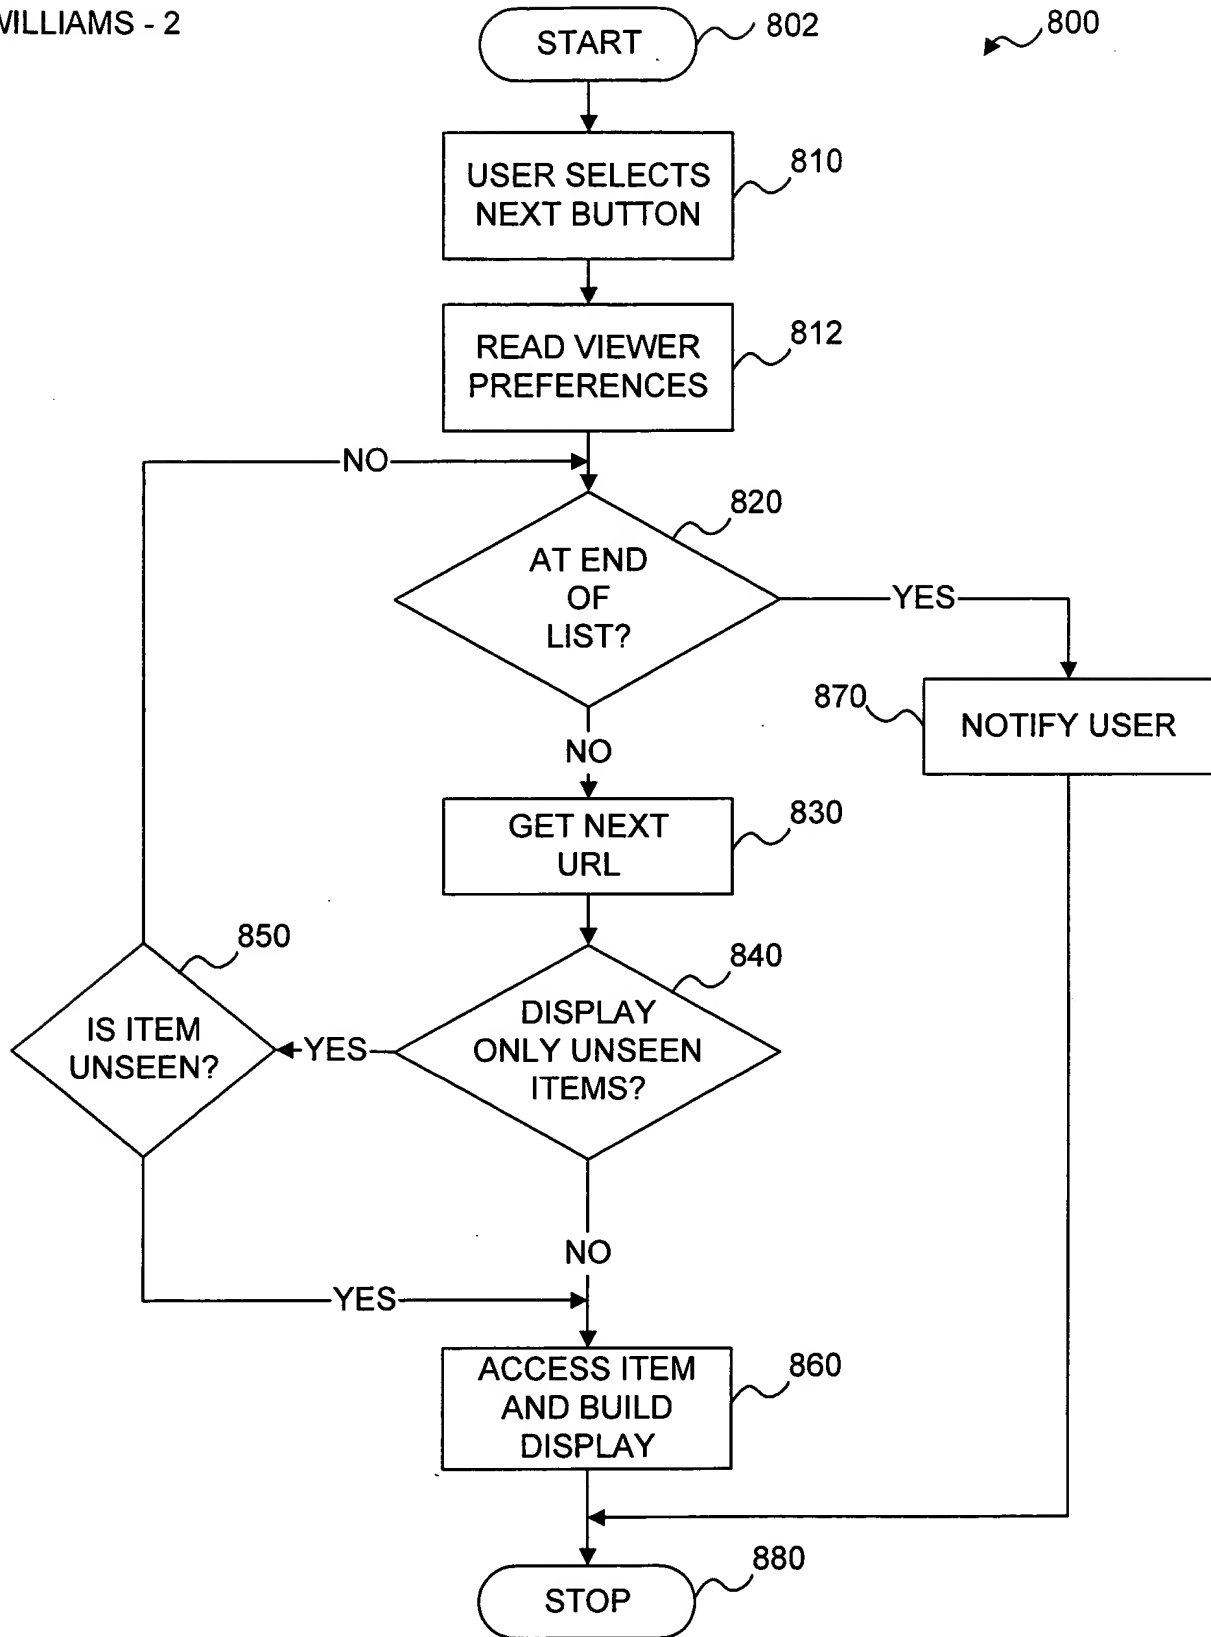 WILLIAMS - 2
START
802
800
USER SELECTS
NEXT BUTTON
810
READ VIEWER
PREFERENCES
812
NO
820
AT END
OF
LIST?
YES
870
NOTIFY USER
NO
GET NEXT
URL
830
850
840
IS ITEM
UNSEEN?
YES
DISPLAY
ONLY UNSEEN
ITEMS?
NO
YES
ACCESS ITEM
AND BUILD
DISPLAY
860
STOP
880